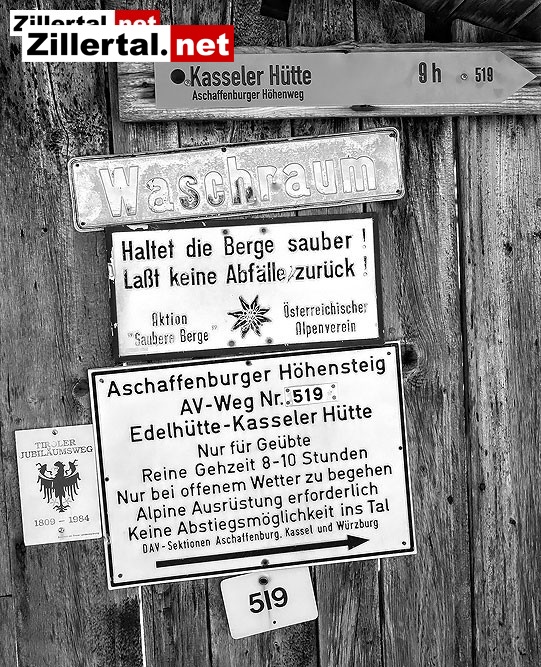 Zillertal.net
Zillertal.net
Kasseler Hütte 9h 519
Aschaffenburger Höhenweg
Waschraum
Haltet die Berge sauber!
Laßt keine Abfälle zurück!
Aktion
"Saubere Berge"
Österreichischer
Alpenverein
Aschaffenburger Höhensteig
AV-Weg Nr. 519
Edelhütte-Kasseler Hütte
Nur für Geübte
Reine Gehzeit 8-10 Stunden
Nur bei offenem Wetter zu begehen
Alpine Ausrüstung erforderlich
Keine Abstiegsmöglichkeit ins Tal
DAV-Sektionen Aschaffenburg, Kassel und Würzburg
TIROLER
JUBILÄUMSWEG
1809 - 1984
519